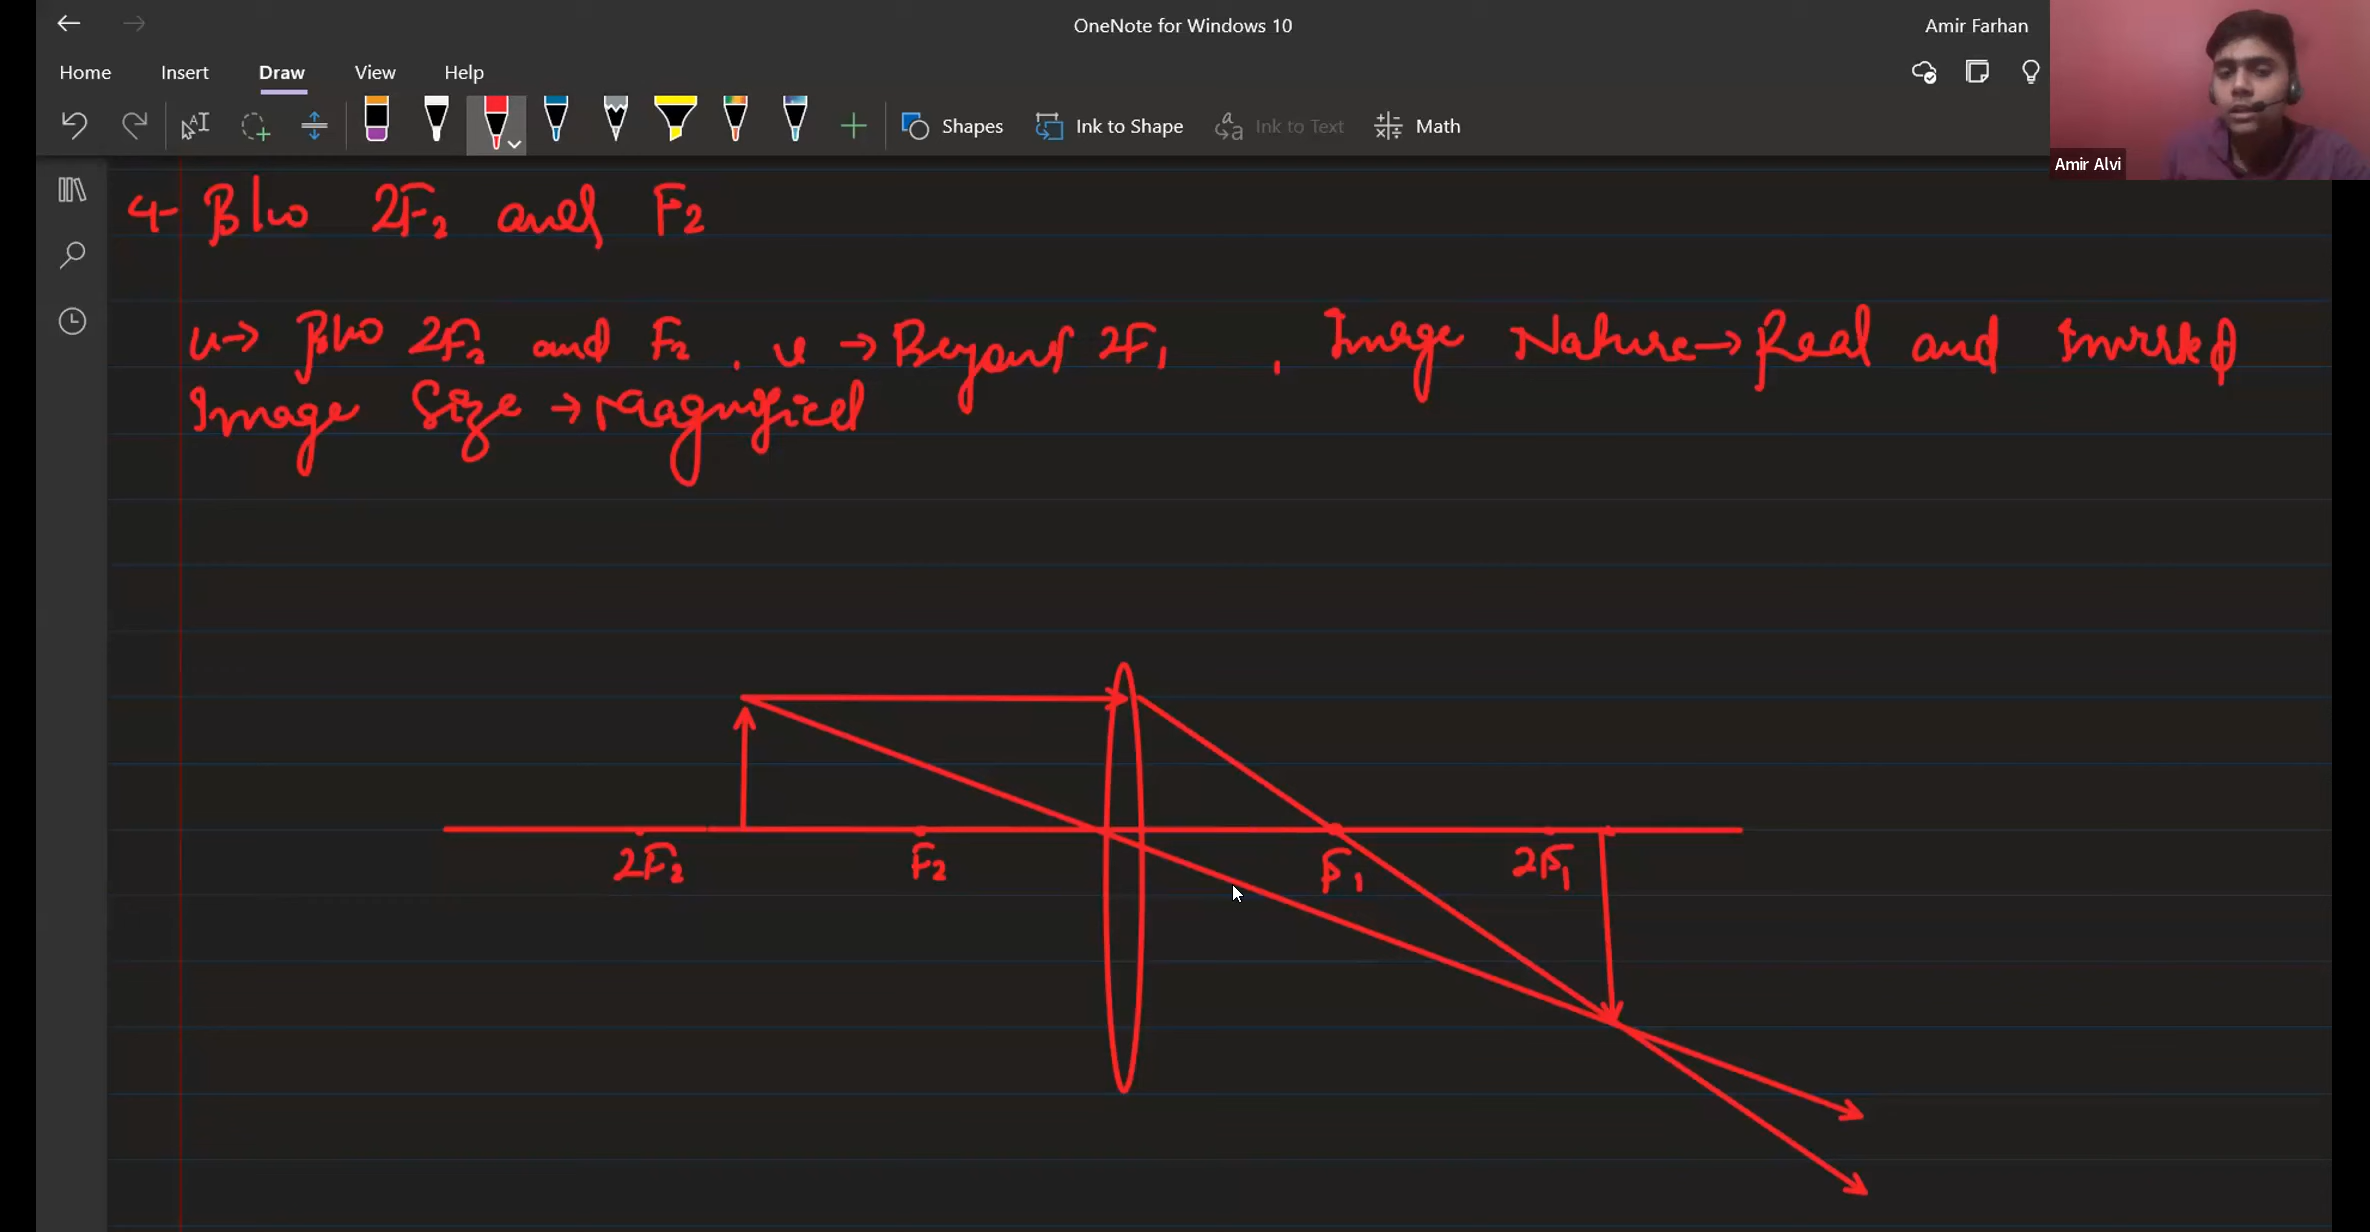 OneNote for Windows 10
Amir Farhan
Home Insert Draw View Help
Shapes Ink to Shape Ink to Text Math
Amir Alvi
4- B/w 2F2 and F2
u→ B/w 2F2 and F2 , v → Beyond 2F1 , Image Nature → Real and Inverted
Image Size → Magnified
2F2 F2 F1 2F1